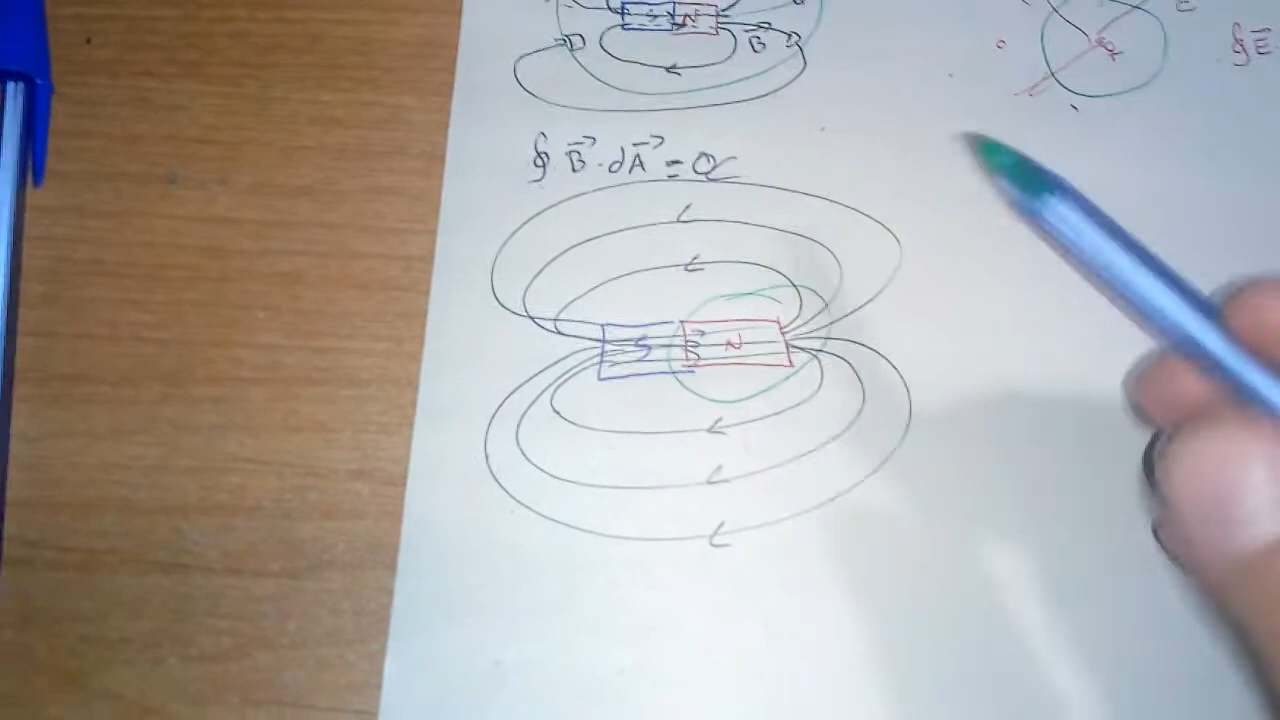 S N
B⃗
∮ E⃗
∮ B⃗ · dA⃗ = 0
S N